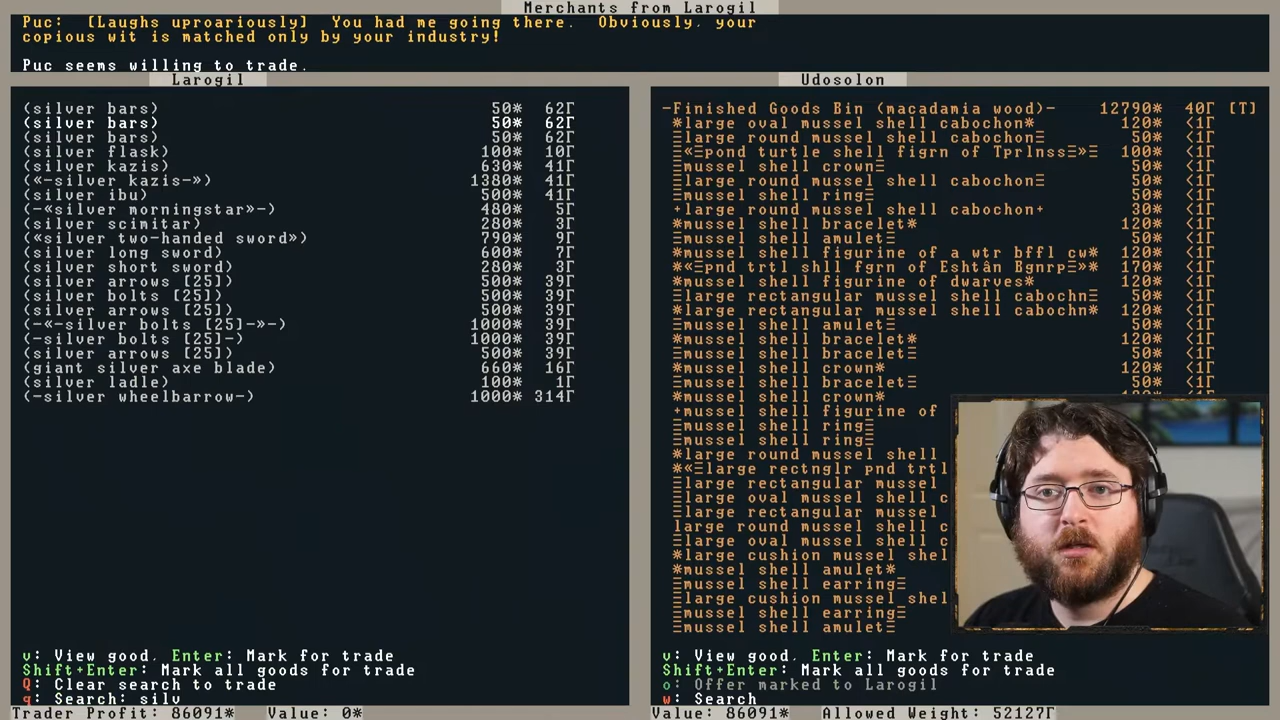 Merchants from Larogil
Puc: [Laughs uproariously] You had me going there. Obviously, your
copious wit is matched only by your industry!
Puc seems willing to trade.
Larogil
(silver bars) 50* 62Γ
(silver bars) 50* 62Γ
(silver bars) 50* 62Γ
(silver flask) 100* 10Γ
(silver kazis) 630* 41Γ
(«-silver kazis-») 1380* 41Γ
(silver ibu) 500* 41Γ
(-«silver morningstar»-) 480* 5Γ
(silver scimitar) 280* 3Γ
(«silver two-handed sword») 790* 9Γ
(silver long sword) 600* 7Γ
(silver short sword) 280* 3Γ
(silver arrows [25]) 500* 39Γ
(silver bolts [25]) 500* 39Γ
(silver arrows [25]) 500* 39Γ
(-«-silver bolts [25]-»-) 1000* 39Γ
(-silver bolts [25]-) 1000* 39Γ
(silver arrows [25]) 500* 39Γ
(giant silver axe blade) 660* 16Γ
(silver ladle) 100* 1Γ
(-silver wheelbarrow-) 1000* 314Γ
v: View good, Enter: Mark for trade
Shift+Enter: Mark all goods for trade
Q: Clear search to trade
q: Search: silv
Trader Profit: 86091* Value: 0*
Udosolon
-Finished Goods Bin (macadamia wood)- 12790* 40Γ [T]
*large oval mussel shell cabochon* 120* <1Γ
≡large round mussel shell cabochon≡ 50* <1Γ
≡«≡pond turtle shell figrn of Tprlnss≡»≡ 100* <1Γ
≡mussel shell crown≡ 50* <1Γ
≡large round mussel shell cabochon≡ 50* <1Γ
≡mussel shell ring≡ 50* <1Γ
+large round mussel shell cabochon+ 30* <1Γ
*mussel shell bracelet* 120* <1Γ
≡mussel shell amulet≡ 50* <1Γ
*mussel shell figurine of a wtr bffl cw* 120* <1Γ
*«≡pnd trtl shll fgrn of Eshtân Bgnrp≡»* 170* <1Γ
*mussel shell figurine of dwarves* 120* <1Γ
≡large rectangular mussel shell cabochn≡ 50* <1Γ
*large rectangular mussel shell cabochn* 120* <1Γ
≡mussel shell amulet≡ 50* <1Γ
*mussel shell bracelet* 120* <1Γ
≡mussel shell bracelet≡ 50* <1Γ
*mussel shell crown* 120* <1Γ
≡mussel shell bracelet≡ 50* <1Γ
*mussel shell crown*
+mussel shell figurine of
≡mussel shell ring≡
≡mussel shell ring≡
*large round mussel shell
*«≡large rectnglr pnd trtl
≡large rectangular mussel
≡large oval mussel shell c
≡large rectangular mussel
large round mussel shell c
≡large oval mussel shell c
*large cushion mussel shel
*mussel shell amulet*
≡mussel shell earring≡
≡large cushion mussel shel
≡mussel shell earring≡
≡mussel shell amulet≡
v: View good, Enter: Mark for trade
Shift+Enter: Mark all goods for trade
o: Offer marked to Larogil
w: Search
Value: 86091* Allowed Weight: 52127Γ